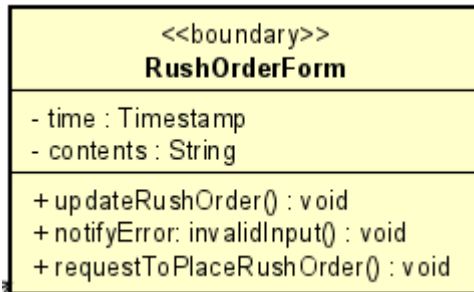 <<boundary>>
RushOrderForm
- time : Timestamp
- contents : String
+ updateRushOrder() : void
+ notifyError: invalidInput() : void
+ requestToPlaceRushOrder() : void
*